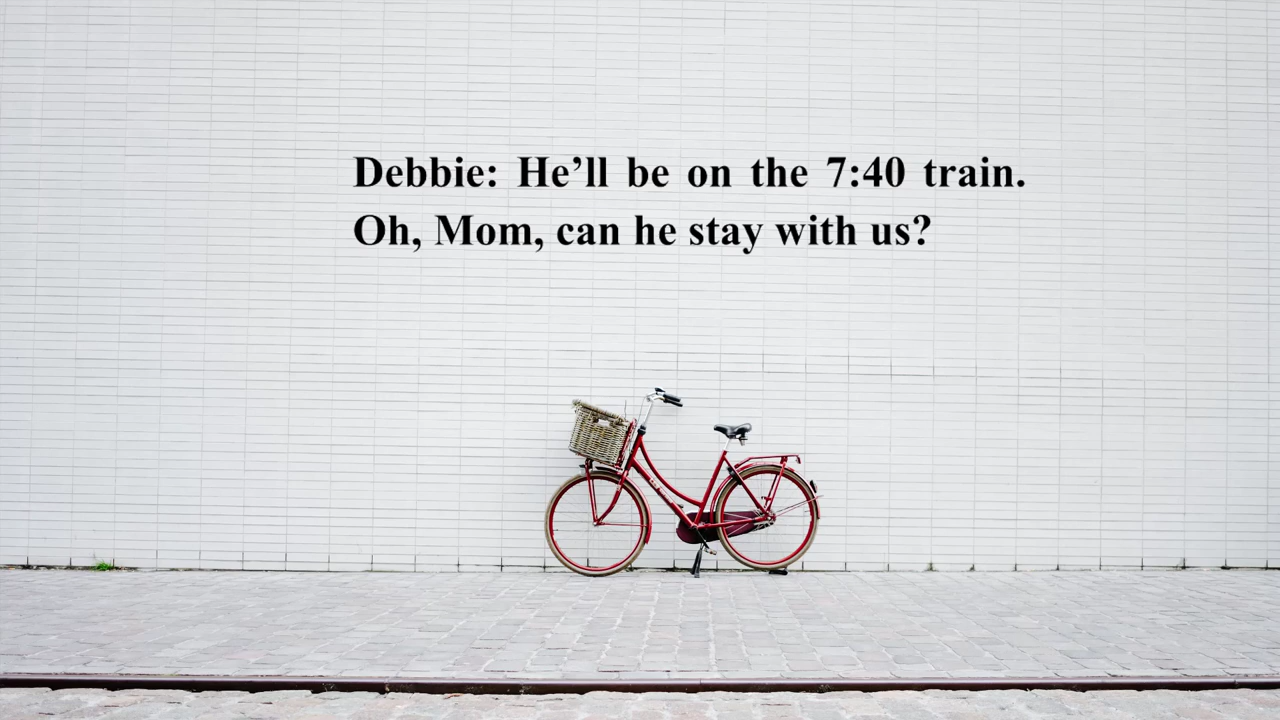 Debbie: He’ll be on the 7:40 train.
Oh, Mom, can he stay with us?